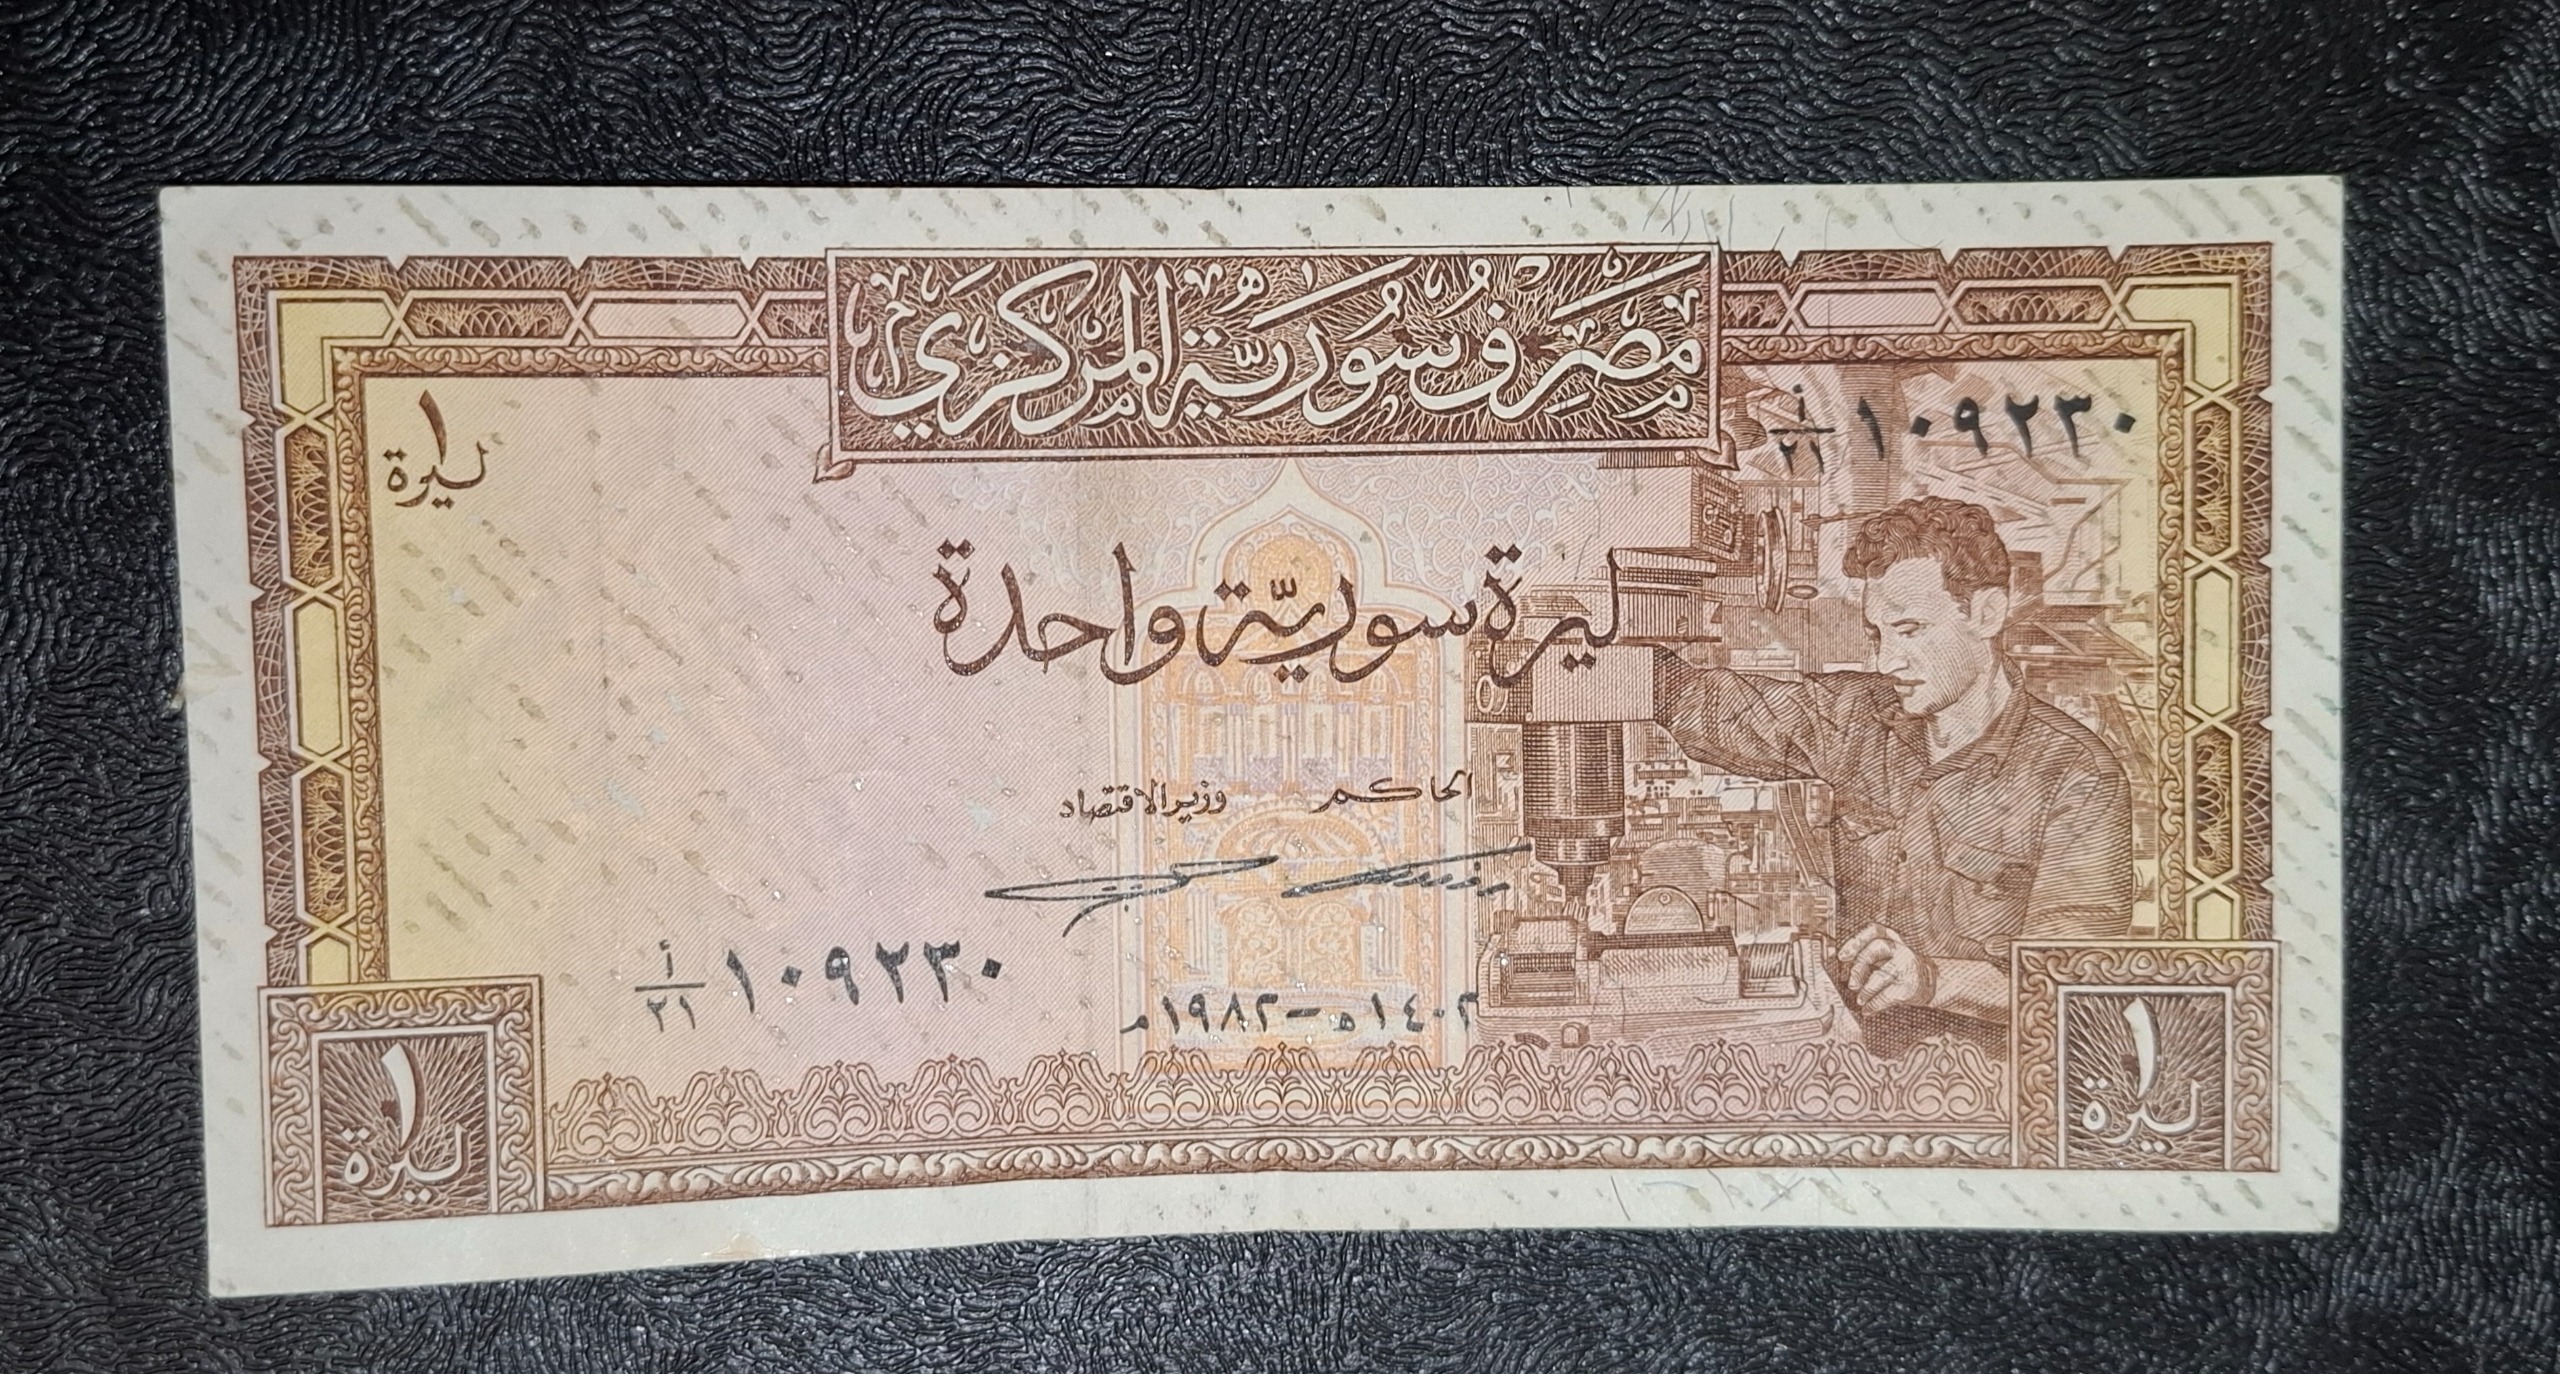 مصرف سورية المركزي
١
ليرة
أ
٢١ ١٠٩٢٣٠
ليرة سورية واحدة
الحاكم وزير الاقتصاد
أ
٢١ ١٠٩٢٣٠
١٤٠٢هـ - ١٩٨٢م
١
ليرة
١
ليرة